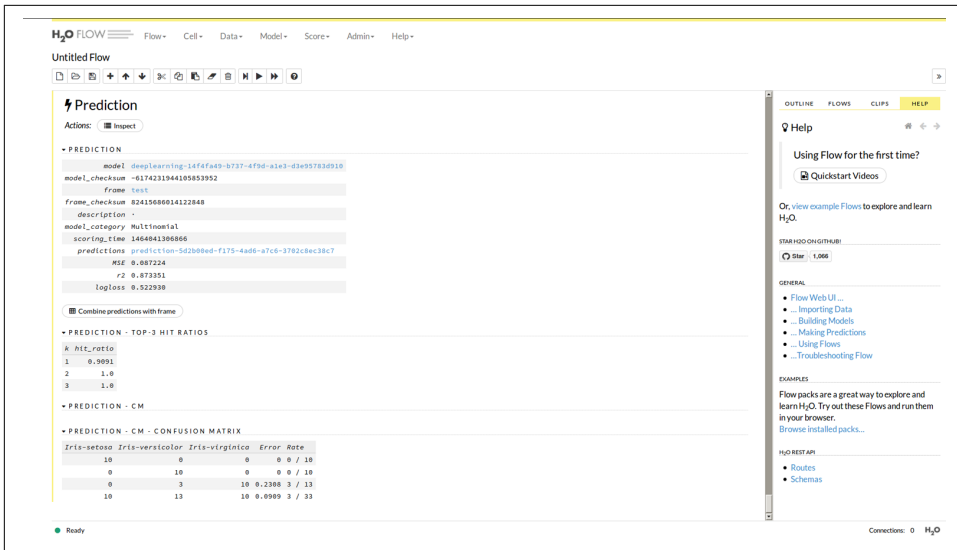 H2O FLOW Flow Cell Data Model Score Admin Help
Untitled Flow
Prediction
Actions: Inspect
PREDICTION
model deeplearning-14f4fa49-b737-4f9d-a1e3-d3e95783d910
model_checksum -6174231944105853952
frame test
frame_checksum 82415686014122848
description ·
model_category Multinomial
scoring_time 1464041306866
predictions prediction-5d2b08ed-f175-4ad6-a7c6-3702c8ec38c7
MSE 0.087224
r2 0.873351
logloss 0.522930
Combine predictions with frame
PREDICTION - TOP-3 HIT RATIOS
k hit_ratio
1 0.9091
2 1.0
3 1.0
PREDICTION - CM
PREDICTION - CM - CONFUSION MATRIX
Iris-setosa Iris-versicolor Iris-virginica Error Rate
10 0 0 0 0 / 10
0 10 0 0 0 / 10
0 3 10 0.2308 3 / 13
10 13 10 0.0909 3 / 33
OUTLINE FLOWS CLIPS HELP
Help
Using Flow for the first time?
Quickstart Videos
Or, view example Flows to explore and learn
H2O.
STAR H2O ON GITHUB!
Star 1,066
GENERAL
• Flow Web UI ...
• ... Importing Data
• ... Building Models
• ... Making Predictions
• ... Using Flows
• ...Troubleshooting Flow
EXAMPLES
Flow packs are a great way to explore and
learn H2O. Try out these Flows and run them
in your browser.
Browse installed packs...
H2O REST API
• Routes
• Schemas
Ready
Connections: 0 H2O